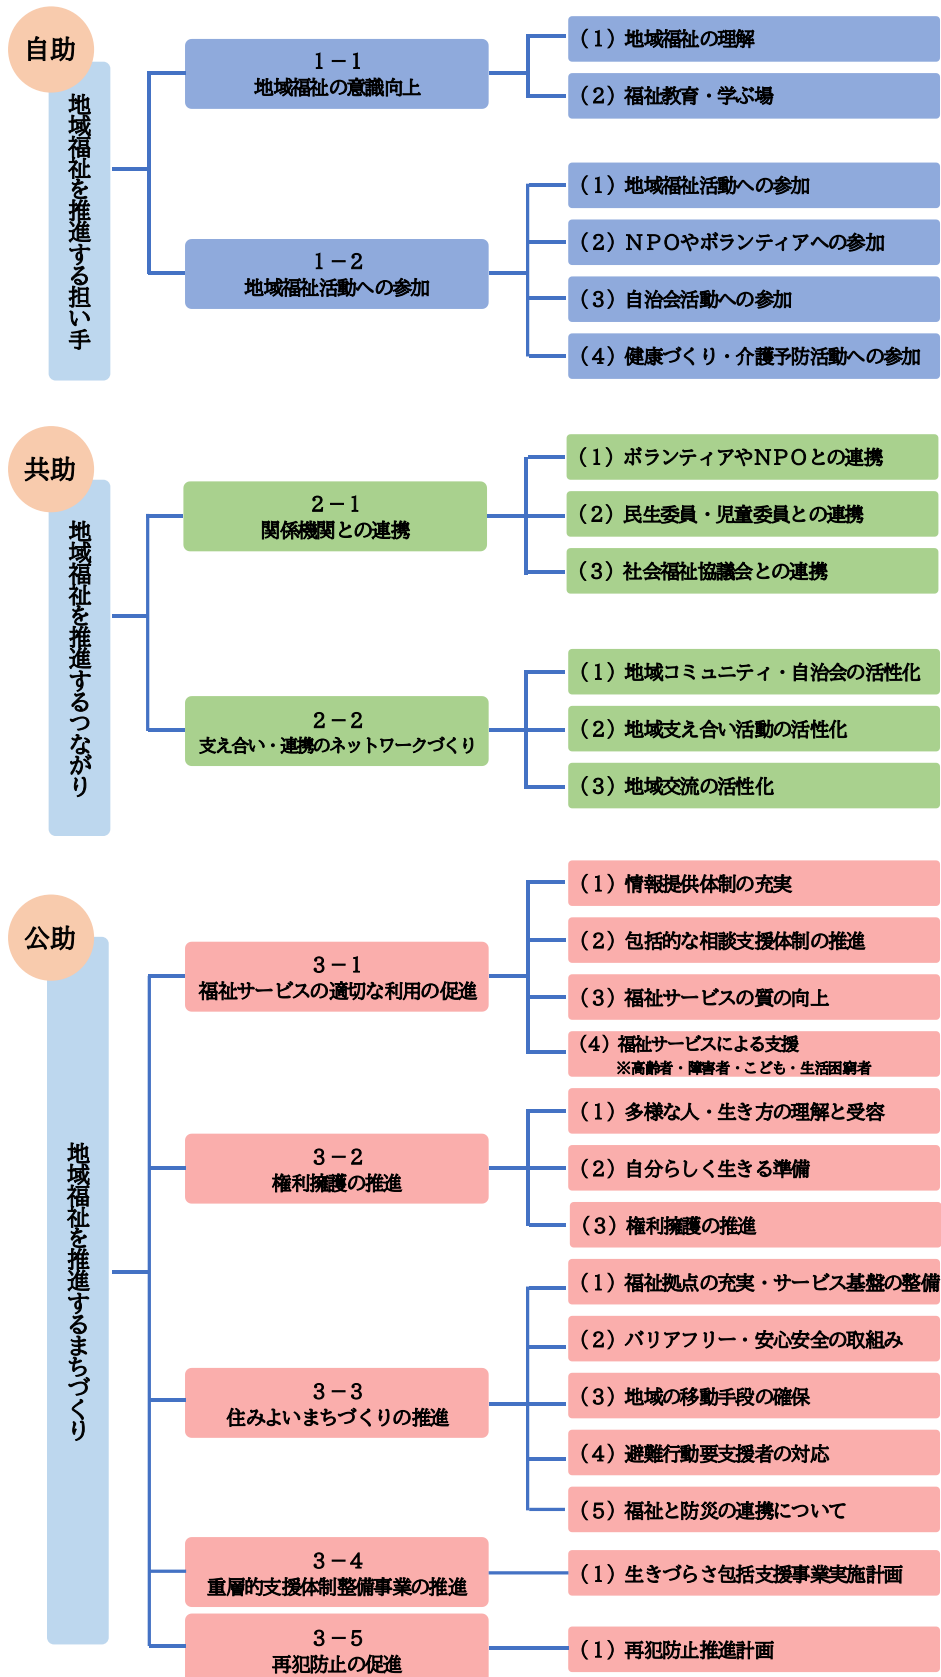 自助
地域福祉を推進する担い手
１－１
地域福祉の意識向上
（１）地域福祉の理解
（２）福祉教育・学ぶ場
１－２
地域福祉活動への参加
（１）地域福祉活動への参加
（２）ＮＰＯやボランティアへの参加
（３）自治会活動への参加
（４）健康づくり・介護予防活動への参加
共助
地域福祉を推進するつながり
２－１
関係機関との連携
（１）ボランティアやＮＰＯとの連携
（２）民生委員・児童委員との連携
（３）社会福祉協議会との連携
２－２
支え合い・連携のネットワークづくり
（１）地域コミュニティ・自治会の活性化
（２）地域支え合い活動の活性化
（３）地域交流の活性化
公助
地域福祉を推進するまちづくり
３－１
福祉サービスの適切な利用の促進
（１）情報提供体制の充実
（２）包括的な相談支援体制の推進
（３）福祉サービスの質の向上
（４）福祉サービスによる支援
※高齢者・障害者・こども・生活困窮者
３－２
権利擁護の推進
（１）多様な人・生き方の理解と受容
（２）自分らしく生きる準備
（３）権利擁護の推進
３－３
住みよいまちづくりの推進
（１）福祉拠点の充実・サービス基盤の整備
（２）バリアフリー・安心安全の取組み
（３）地域の移動手段の確保
（４）避難行動要支援者の対応
（５）福祉と防災の連携について
３－４
重層的支援体制整備事業の推進
（１）生きづらさ包括支援事業実施計画
３－５
再犯防止の促進
（１）再犯防止推進計画